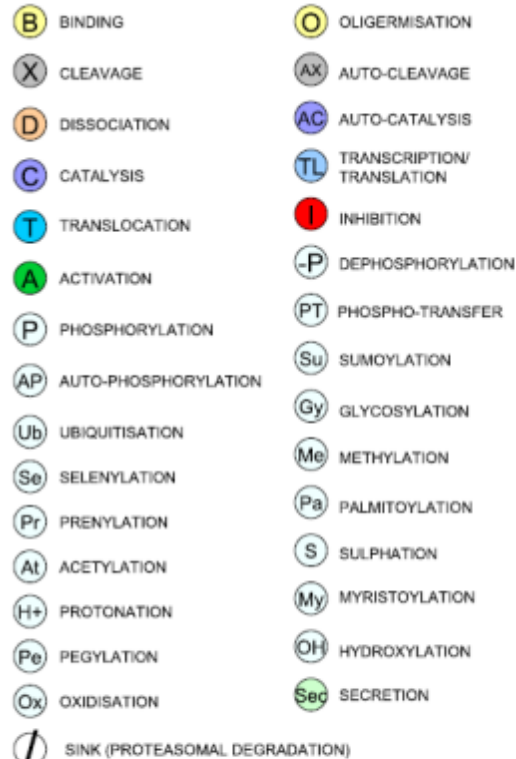 B BINDING
X CLEAVAGE
D DISSOCIATION
C CATALYSIS
T TRANSLOCATION
A ACTIVATION
P PHOSPHORYLATION
AP AUTO-PHOSPHORYLATION
Ub UBIQUITISATION
Se SELENYLATION
Pr PRENYLATION
At ACETYLATION
H+ PROTONATION
Pe PEGYLATION
Ox OXIDISATION
SINK (PROTEASOMAL DEGRADATION)
O OLIGERMISATION
AX AUTO-CLEAVAGE
AC AUTO-CATALYSIS
TL TRANSCRIPTION/
TRANSLATION
I INHIBITION
-P DEPHOSPHORYLATION
PT PHOSPHO-TRANSFER
Su SUMOYLATION
Gy GLYCOSYLATION
Me METHYLATION
Pa PALMITOYLATION
S SULPHATION
My MYRISTOYLATION
OH HYDROXYLATION
Sec SECRETION